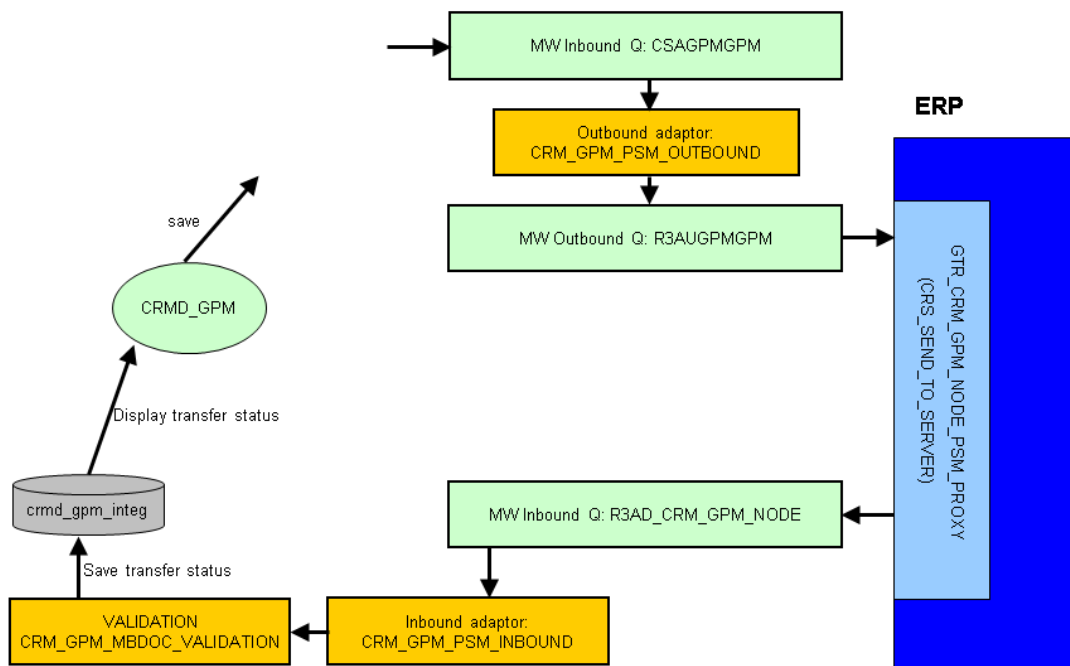 MW Inbound Q: CSAGPMGPM
ERP
Outbound adaptor:
CRM_GPM_PSM_OUTBOUND
save
MW Outbound Q: R3AUGPMGPM
CRMD_GPM
GTR_CRM_GPM_NODE_PSM_PROXY
(CRS_SEND_TO_SERVER)
Display transfer status
crmd_gpm_integ
MW Inbound Q: R3AD_CRM_GPM_NODE
Save transfer status
VALIDATION
CRM_GPM_MBDOC_VALIDATION
Inbound adaptor:
CRM_GPM_PSM_INBOUND